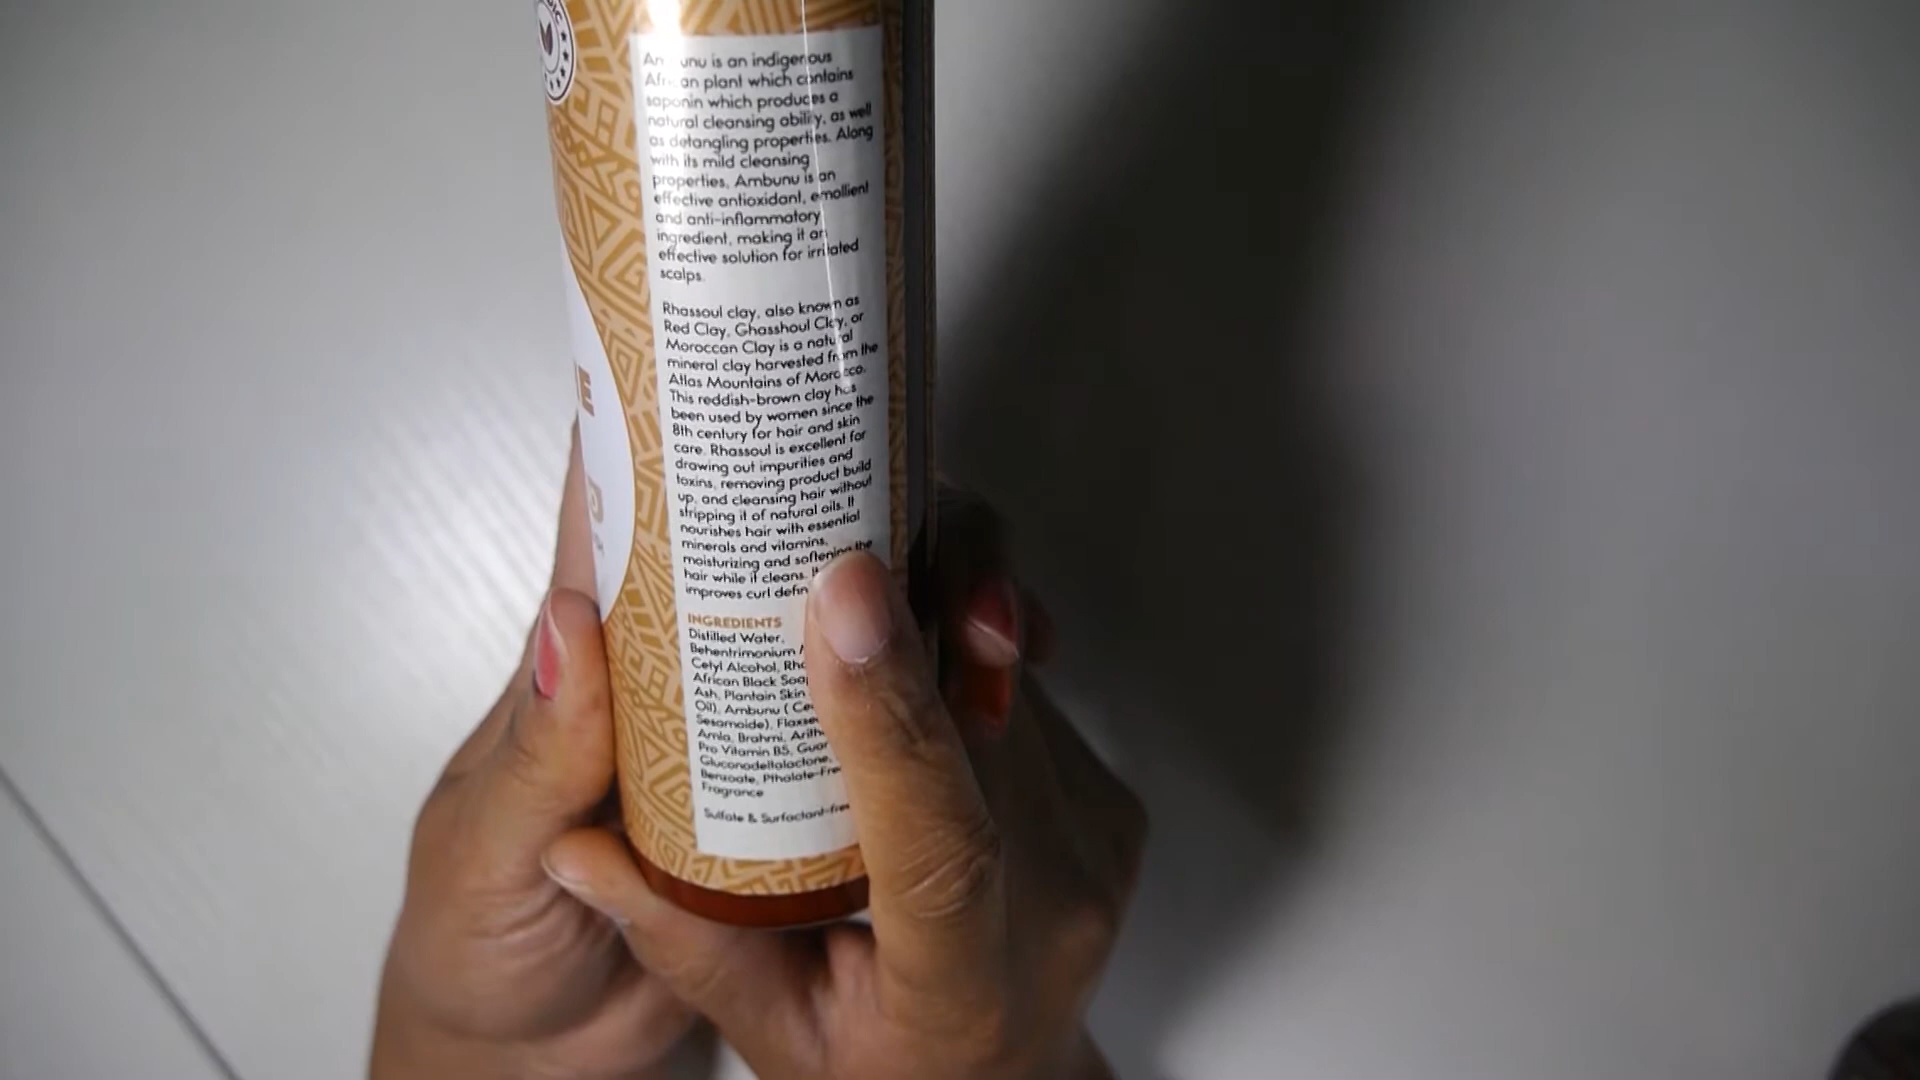 Ambunu is an indigenous
African plant which contains
saponin which produces a
natural cleansing ability, as well
as detangling properties. Along
with its mild cleansing
properties, Ambunu is an
effective antioxidant, emollient
and anti-inflammatory
ingredient, making it an
effective solution for irritated
scalps.
Rhassoul clay, also known as
Red Clay, Ghasshoul Clay, or
Moroccan Clay is a natural
mineral clay harvested from the
Atlas Mountains of Morocco.
This reddish-brown clay has
been used by women since the
8th century for hair and skin
care. Rhassoul is excellent for
drawing out impurities and
toxins, removing product build
up, and cleansing hair without
stripping it of natural oils. It
nourishes hair with essential
minerals and vitamins,
moisturizing and softening the
hair while it cleans.
improves curl
INGREDIENTS
Distilled Water,
Behentrimonium
Cetyl Alcohol,
African Black
Ash, Plantain Skin
Oil), Ambunu (
Sesamoide),
Amla, Brahmi,
Pro Vitamin B5,
Gluconodeltalactone,
Benzoate, Pthalate-Free
Fragrance
Sulfate & Surfactant-free